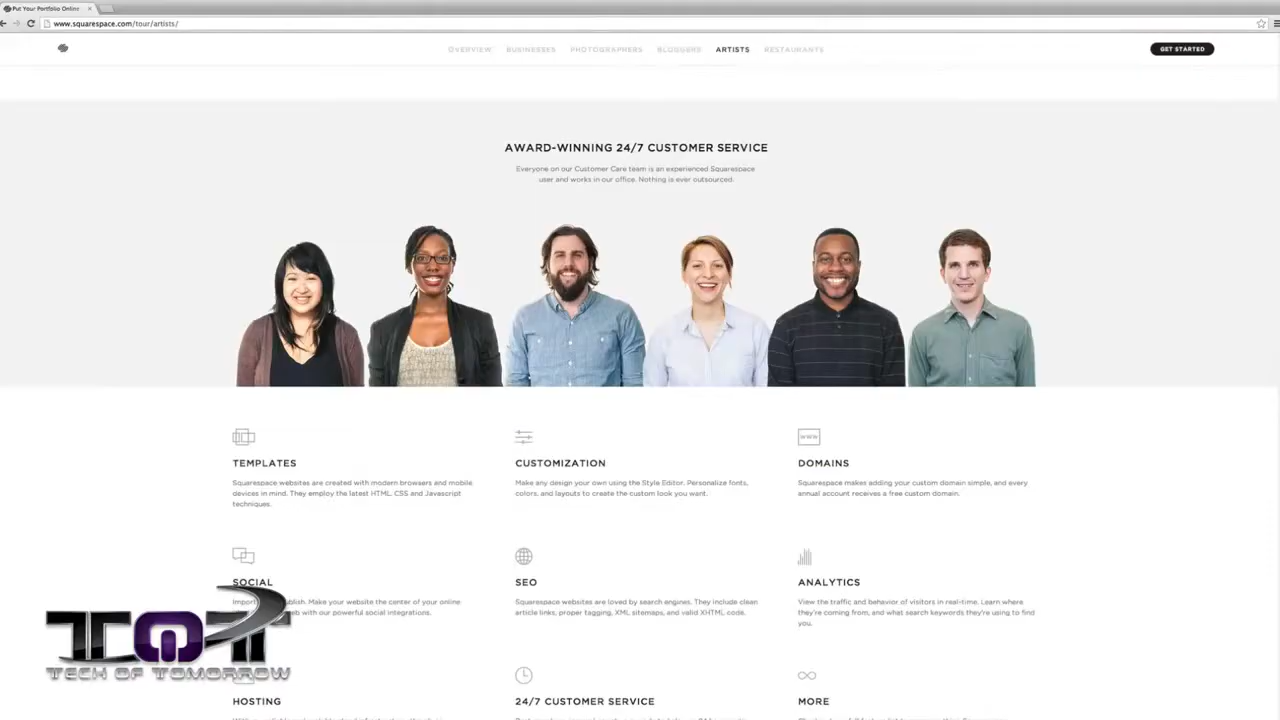 Put Your Portfolio Online
www.squarespace.com/tour/artists/
OVERVIEW BUSINESSES PHOTOGRAPHERS BLOGGERS ARTISTS RESTAURANTS
GET STARTED
AWARD-WINNING 24/7 CUSTOMER SERVICE
Everyone on our Customer Care team is an experienced Squarespace
user and works in our office. Nothing is ever outsourced.
TEMPLATES
Squarespace websites are created with modern browsers and mobile
devices in mind. They employ the latest HTML, CSS and Javascript
techniques.
CUSTOMIZATION
Make any design your own using the Style Editor. Personalize fonts,
colors, and layouts to create the custom look you want.
WWW
DOMAINS
Squarespace makes adding your custom domain simple, and every
annual account receives a free custom domain.
SOCIAL
Import blish. Make your website the center of your online
eb with our powerful social integrations.
SEO
Squarespace websites are loved by search engines. They include clean
article links, proper tagging, XML sitemaps, and valid XHTML code.
ANALYTICS
View the traffic and behavior of visitors in real-time. Learn where
they're coming from, and what search keywords they're using to find
you.
TOT
TECH OF TOMORROW
HOSTING
24/7 CUSTOMER SERVICE
MORE